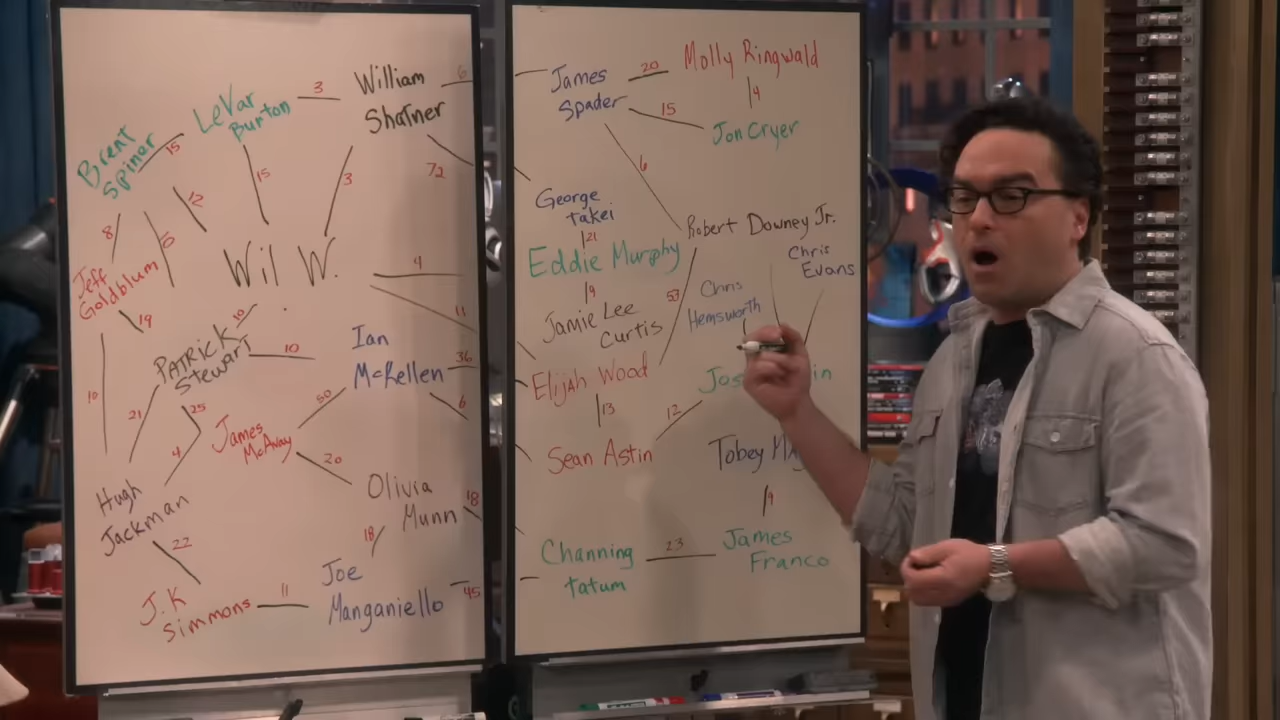 Brent
Spiner
15
LeVar
Burton
3
William
Shatner
6
72
8
10
12
15
3
Jeff
Goldblum
19
Wil W.
4
11
10
PATRICK
Stewart
10
Ian
McKellen
36
6
10
21
25
4
James
McAvoy
50
20
Hugh
Jackman
22
Olivia
Munn
18
18
J.K
Simmons
11
Joe
Manganiello
45
James
Spader
20
Molly Ringwald
4
15
Jon Cryer
6
George
takei
21
Eddie Murphy
9
Jamie Lee
Curtis
Robert Downey Jr.
53
Chris
Hemsworth
Chris
Evans
Elijah Wood
13
12
Sean Astin
Tobey
9
Channing
tatum
23
James
Franco